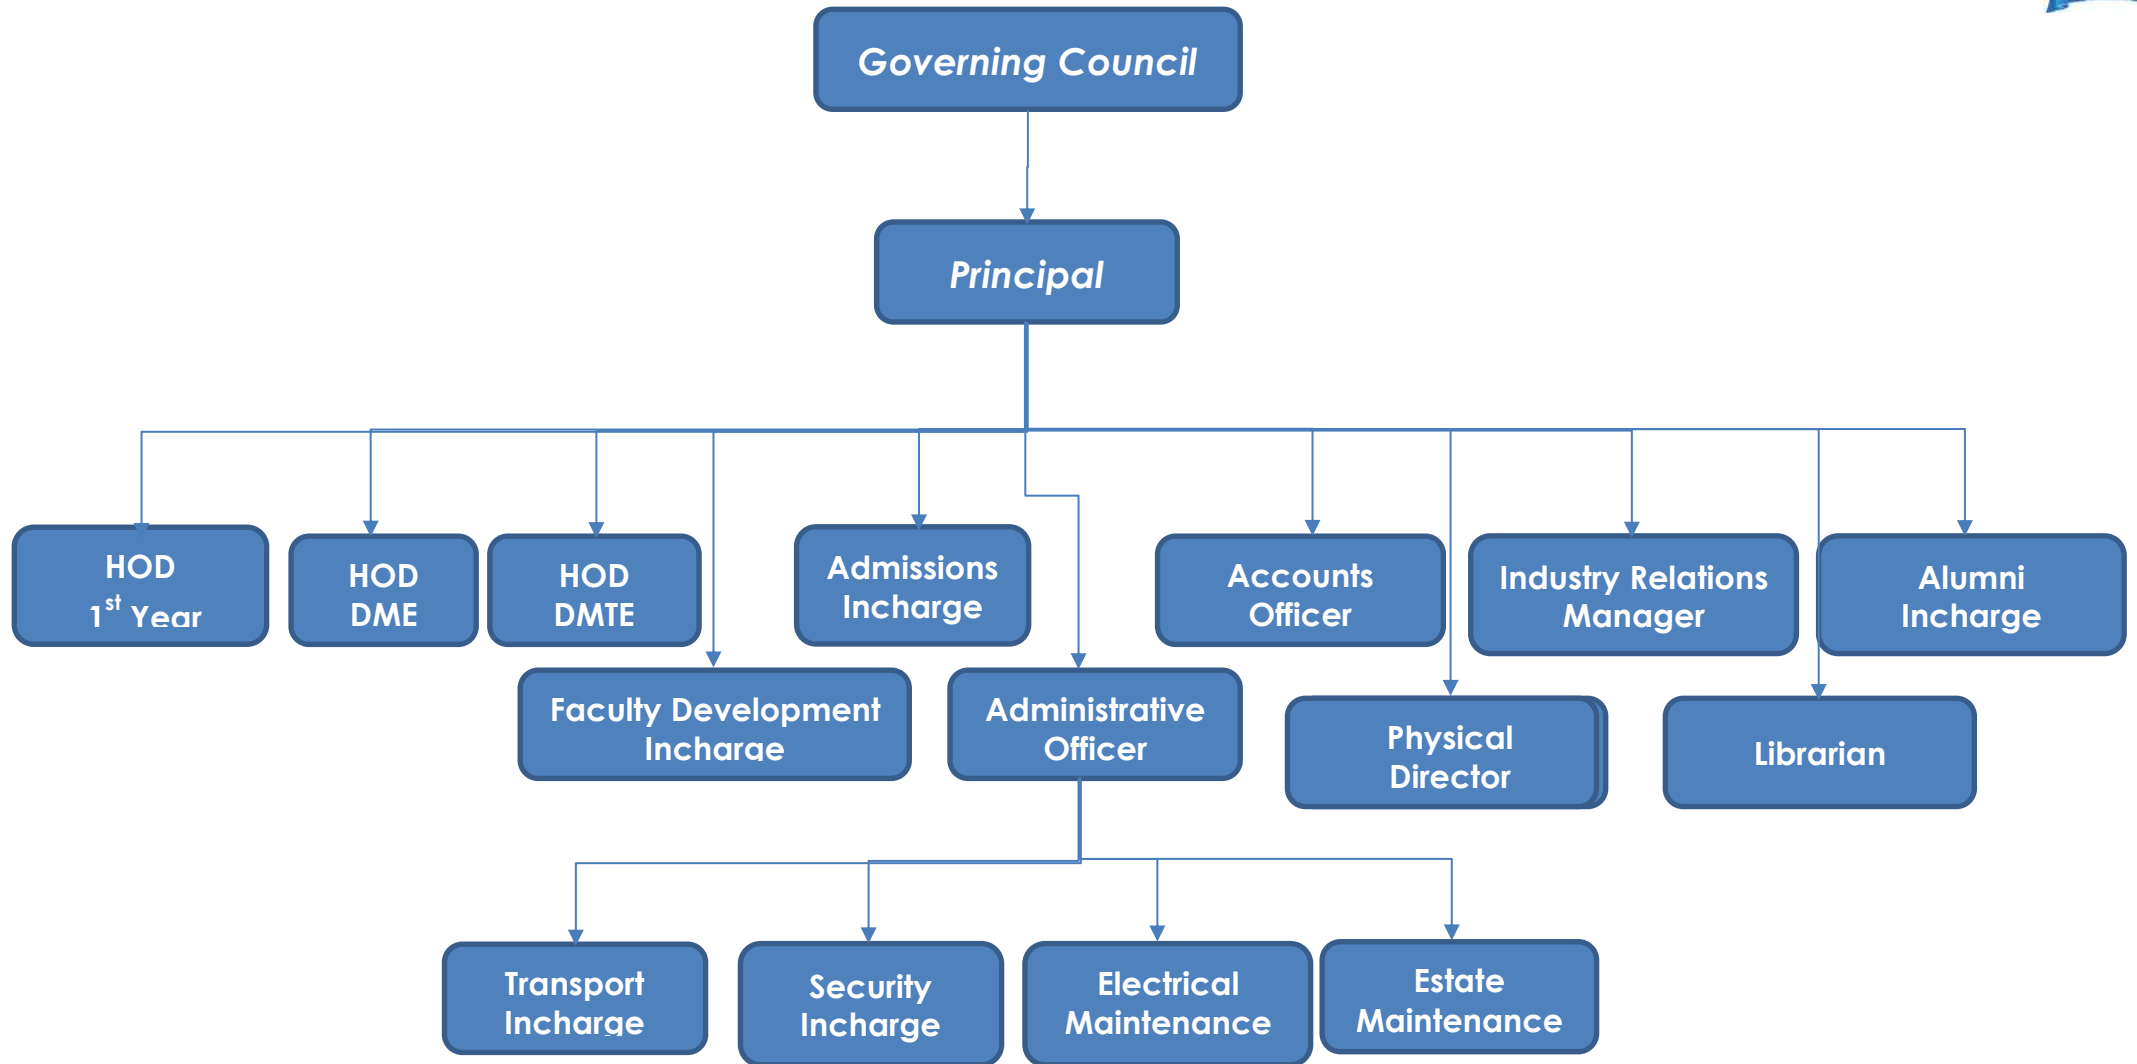 Governing Council
Principal
HOD
1st Year
HOD
DME
HOD
DMTE
Admissions
Incharge
Accounts
Officer
Industry Relations
Manager
Alumni
Incharge
Faculty Development
Incharge
Administrative
Officer
Physical
Director
Librarian
Transport
Incharge
Security
Incharge
Electrical
Maintenance
Estate
Maintenance